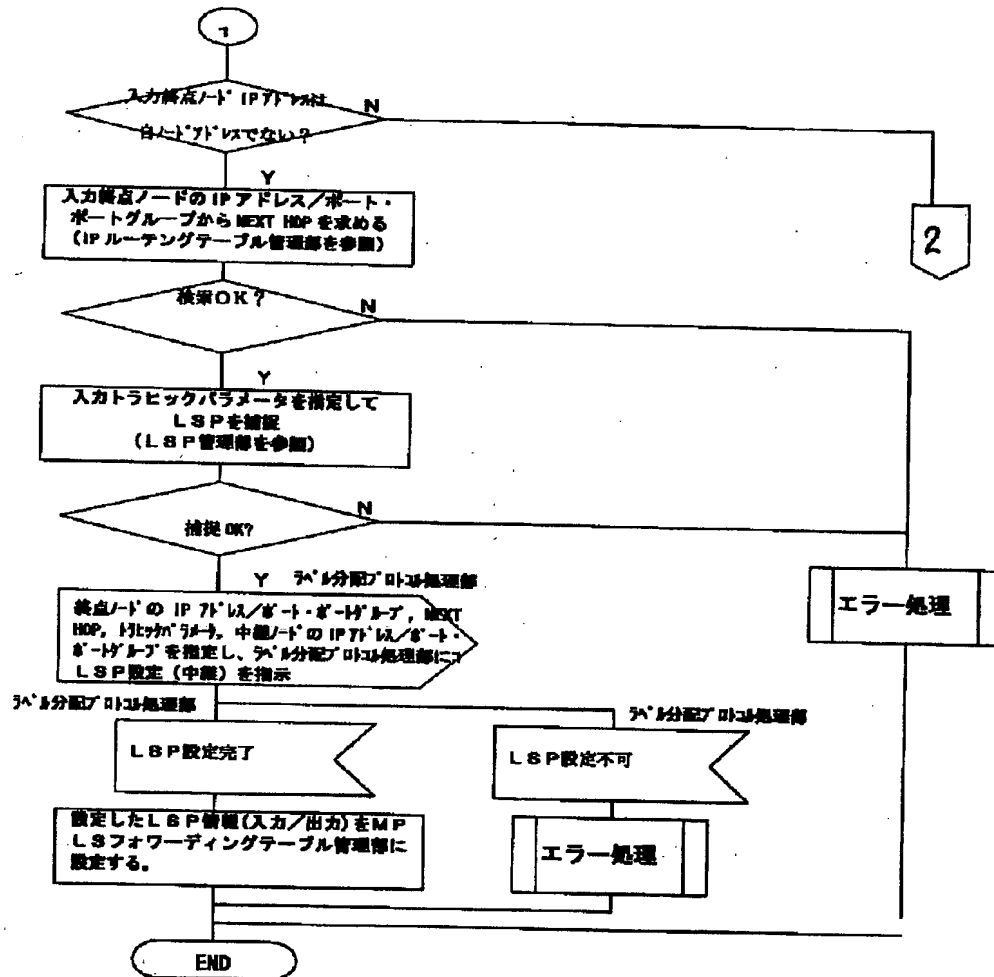 1
入力終点ノードIPアドレスは
自ノードアドレスでない?
N
Y
入力終点ノードのIPアドレス/ポート・
ポートグループからNEXT HOPを求める
(IPルーテングテーブル管理部を参照)
2
検索OK?
N
Y
入力トラヒックパラメータを指定して
LSPを捕捉
(LSP管理部を参照)
捕捉OK?
N
Y
ラベル分配プロトコル処理部
エラー処理
終点ノードのIPアドレス/ポート・ポートグループ,NEXT
HOP,トラヒックパラメータ,中継ノードのIPアドレス/ポート・
ポートグループを指定し、ラベル分配プロトコル処理部に
LSP設定(中継)を指示
ラベル分配プロトコル処理部
ラベル分配プロトコル処理部
LSP設定完了
LSP設定不可
設定したLSP情報(入力/出力)をMP
LSフォワーディングテーブル管理部に
設定する。
エラー処理
END